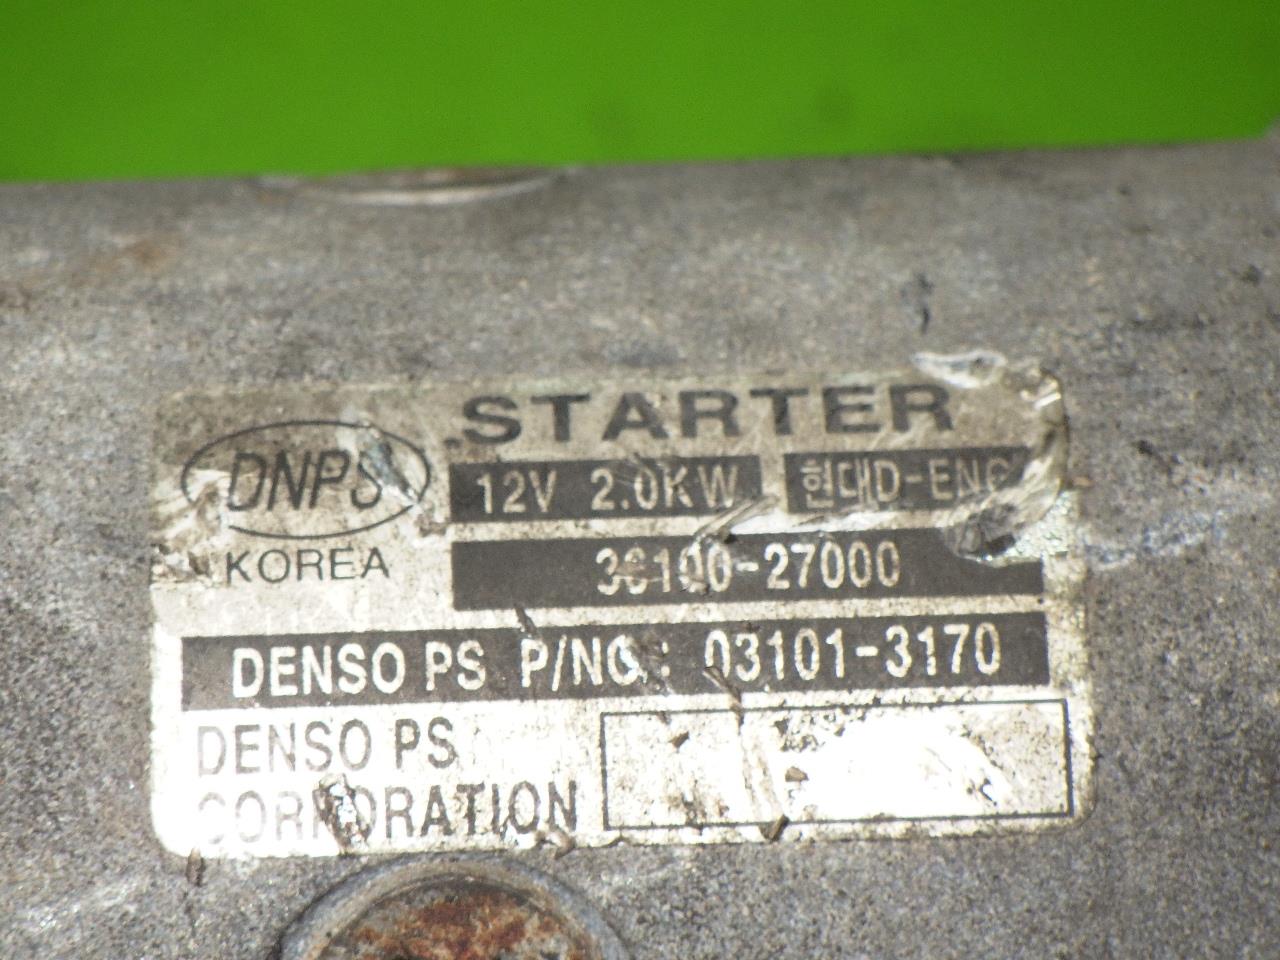 STARTER
DNPS
12V 2.0KW 현대D-ENG
KOREA
36100-27000
DENSO PS P/NO.: 03101-3170
DENSO PS
CORPORATION